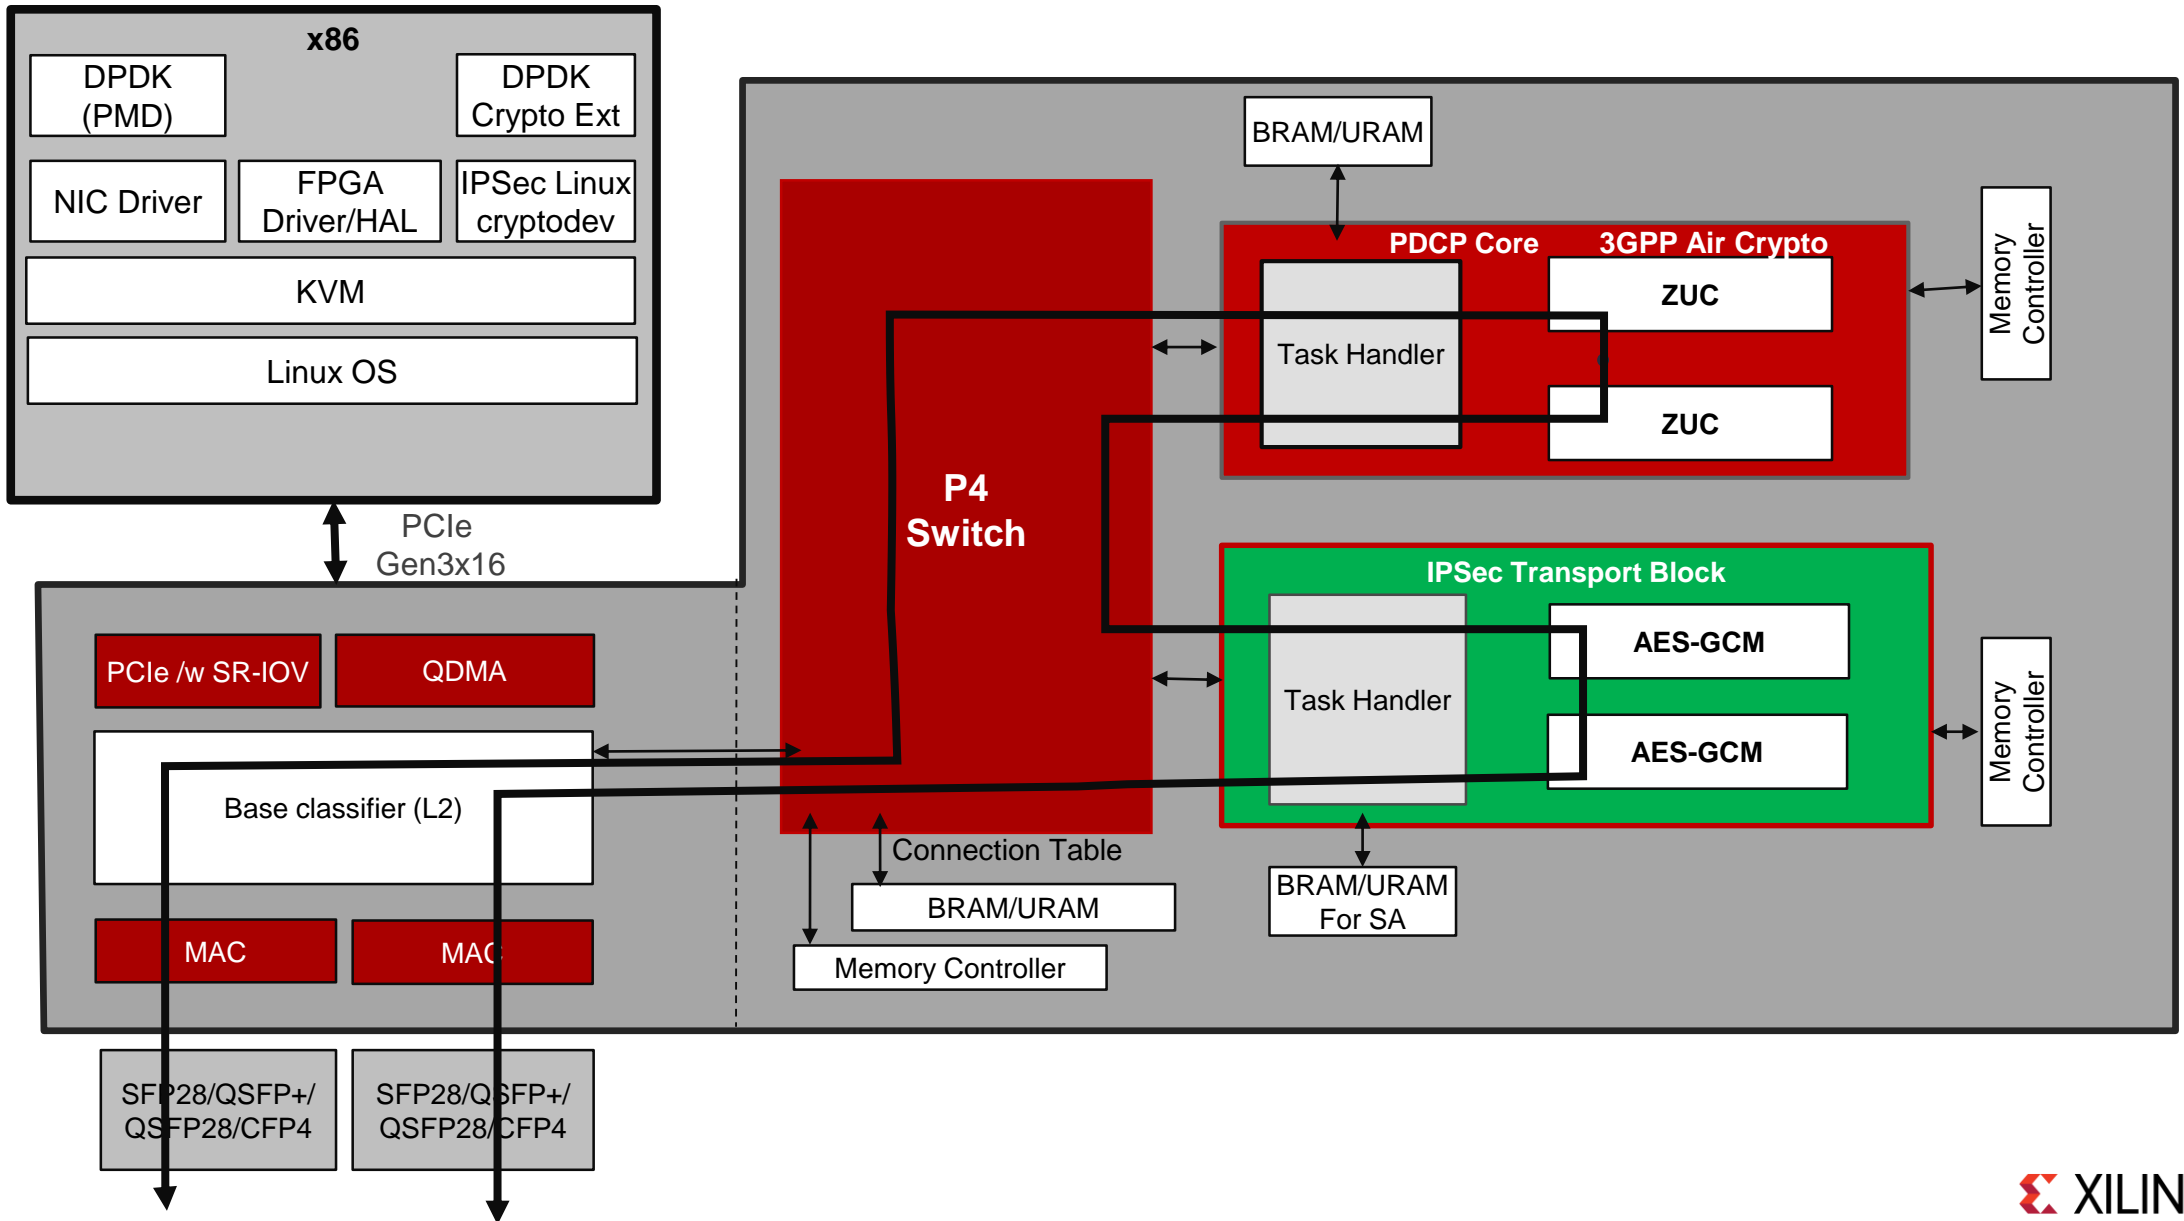 x86
DPDK
(PMD)
DPDK
Crypto Ext
NIC Driver
FPGA
Driver/HAL
IPSec Linux
cryptodev
KVM
Linux OS
PCIe
Gen3x16
PCIe /w SR-IOV
QDMA
Base classifier (L2)
MAC
MAC
SFP28/QSFP+/
QSFP28/CFP4
SFP28/QSFP+/
QSFP28/CFP4
P4
Switch
Connection Table
BRAM/URAM
Memory Controller
BRAM/URAM
PDCP Core
3GPP Air Crypto
Task Handler
ZUC
ZUC
Memory
Controller
IPSec Transport Block
Task Handler
AES-GCM
AES-GCM
Memory
Controller
BRAM/URAM
For SA
XILIN